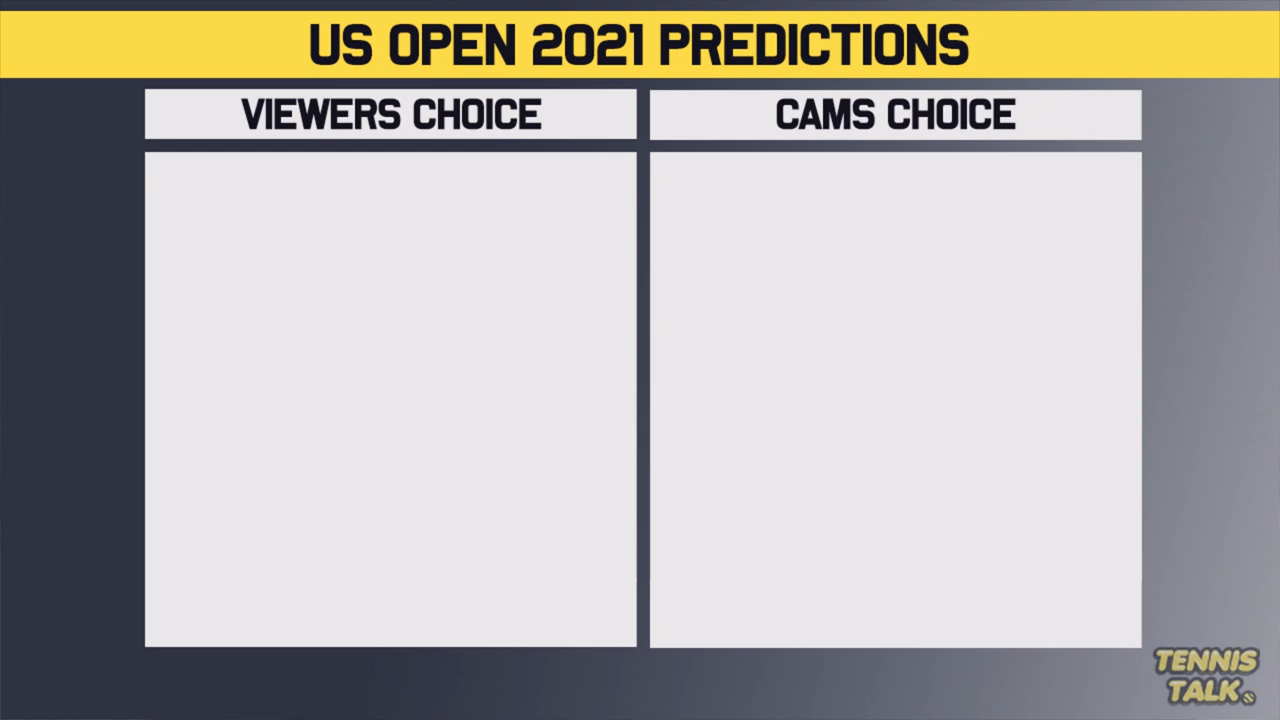 US OPEN 2021 PREDICTIONS
VIEWERS CHOICE
CAMS CHOICE
TENNIS
TALK